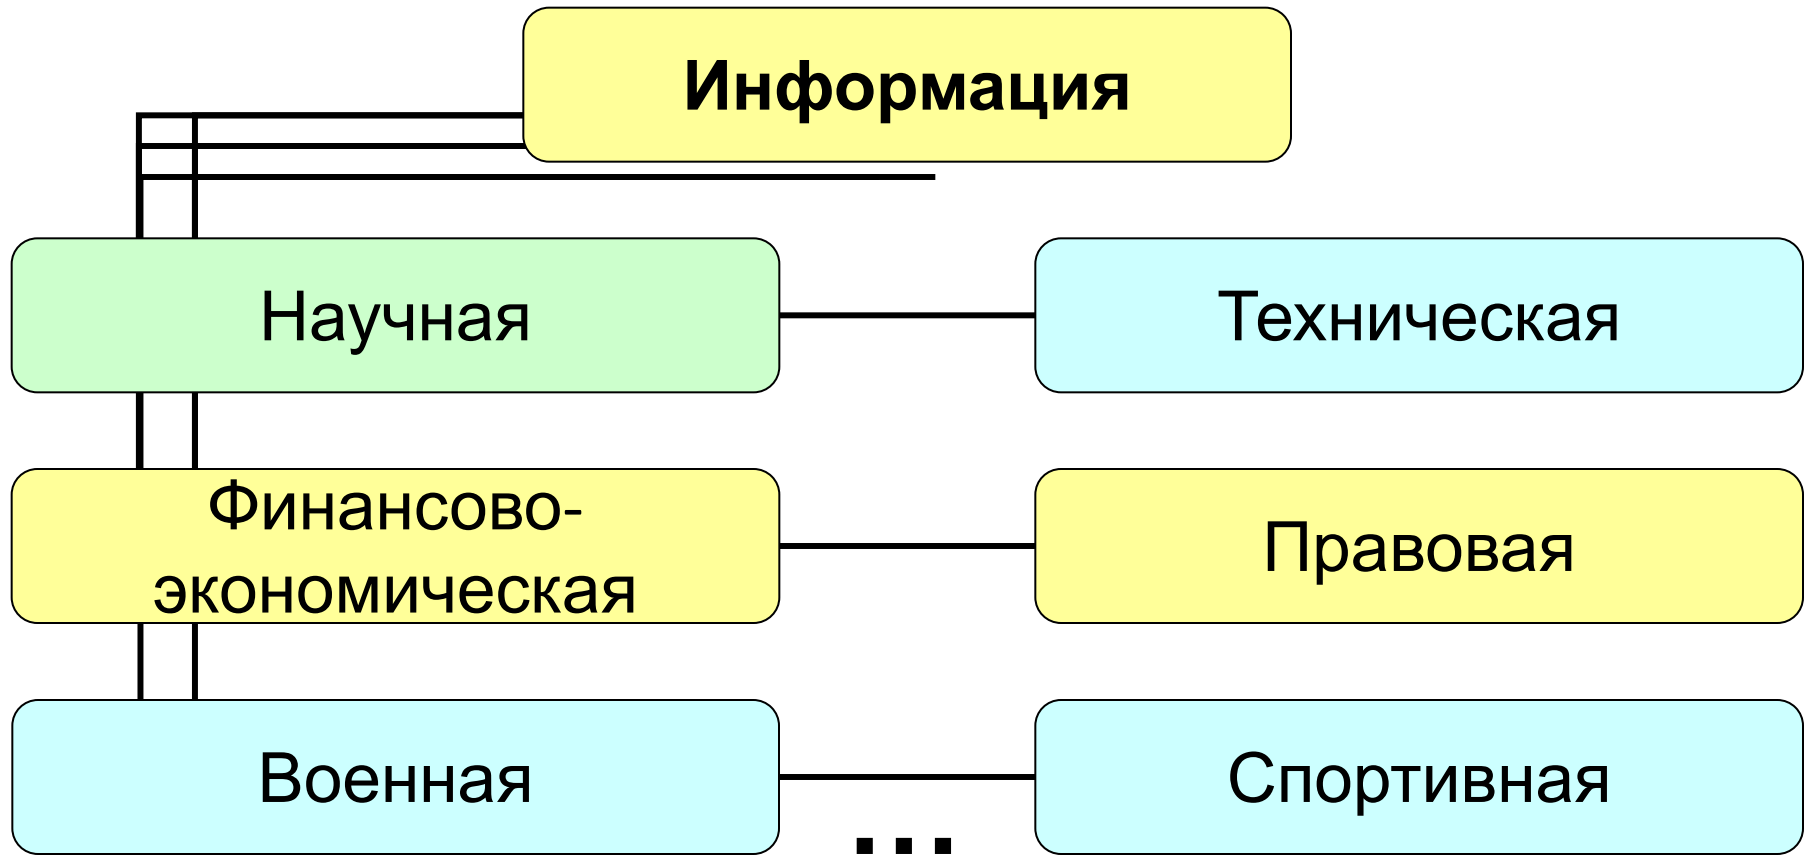 Информация
Научная
Техническая
Финансово-
экономическая
Правовая
Военная
Спортивная
...